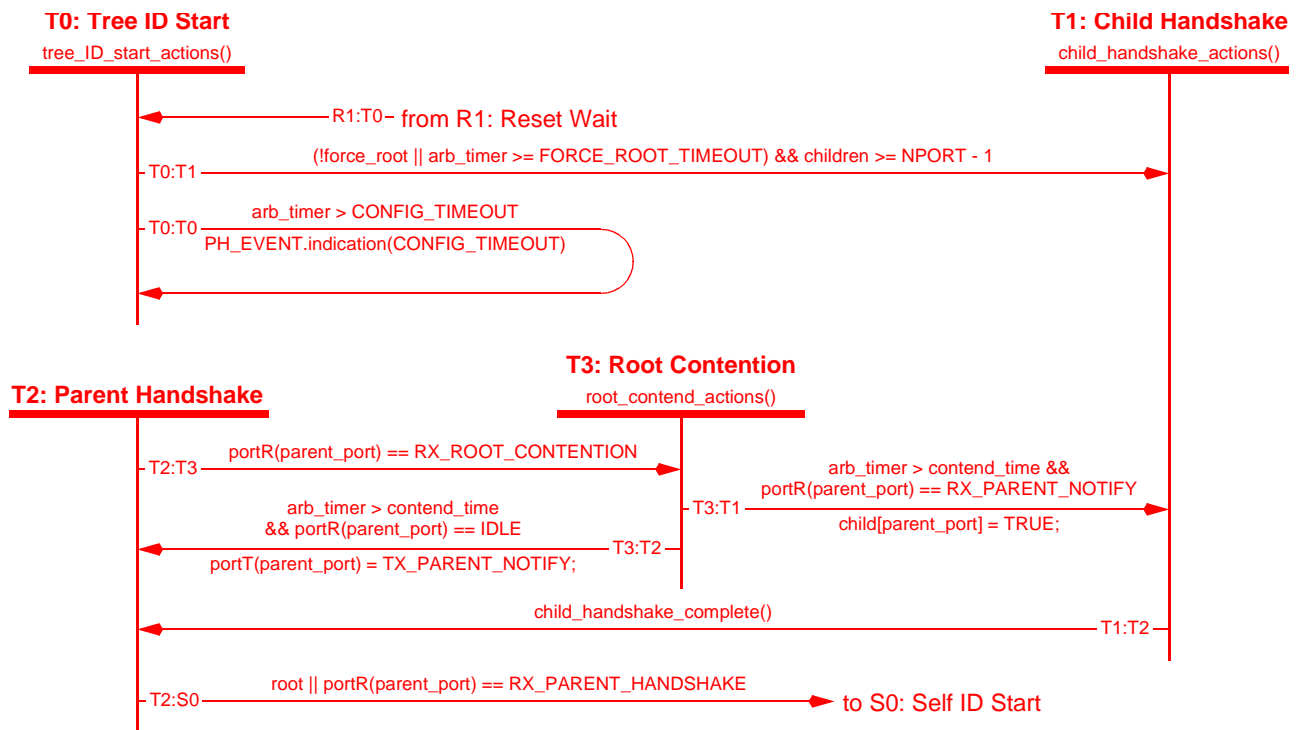 T0: Tree ID Start
tree_ID_start_actions()
T1: Child Handshake
child_handshake_actions()
R1:T0
from R1: Reset Wait
(!force_root || arb_timer >= FORCE_ROOT_TIMEOUT) && children >= NPORT - 1
T0:T1
arb_timer > CONFIG_TIMEOUT
T0:T0
PH_EVENT.indication(CONFIG_TIMEOUT)
T3: Root Contention
root_contend_actions()
T2: Parent Handshake
portR(parent_port) == RX_ROOT_CONTENTION
T2:T3
arb_timer > contend_time &&
portR(parent_port) == RX_PARENT_NOTIFY
T3:T1
child[parent_port] = TRUE;
arb_timer > contend_time
&& portR(parent_port) == IDLE
T3:T2
portT(parent_port) = TX_PARENT_NOTIFY;
child_handshake_complete()
T1:T2
root || portR(parent_port) == RX_PARENT_HANDSHAKE
T2:S0
to S0: Self ID Start